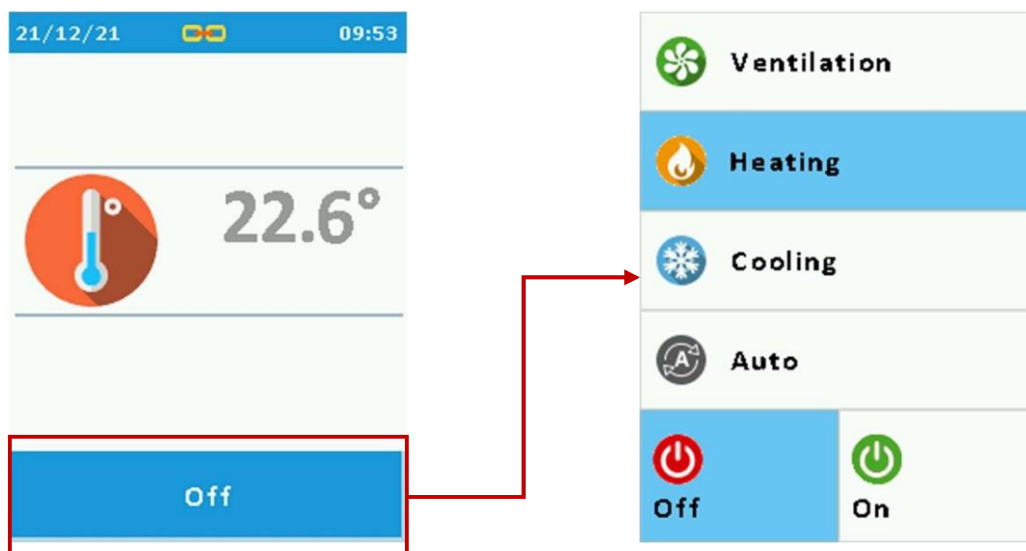 21/12/21 09:53
22.6°
Off
Ventilation
Heating
Cooling
A Auto
Off On